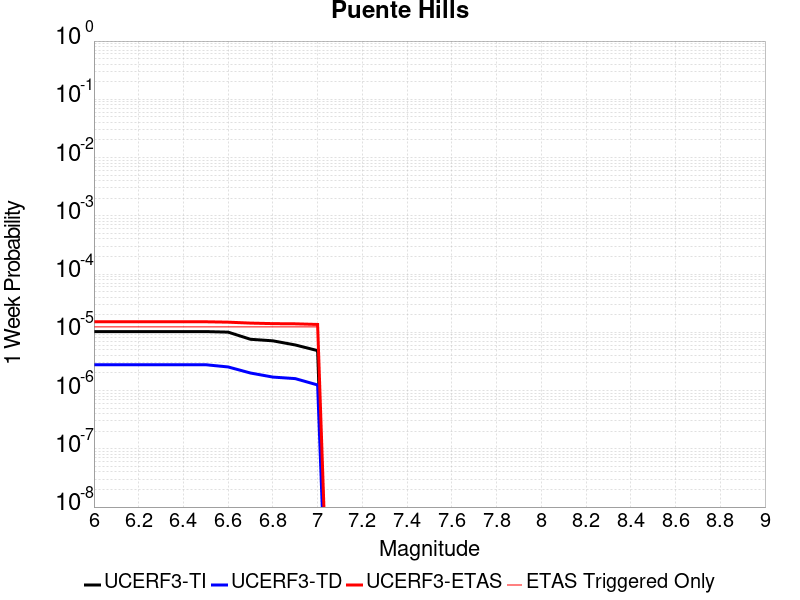 Puente Hills
10^0
10^-1
10^-2
10^-3
10^-4
10^-5
10^-6
10^-7
10^-8
1 Week Probability
6 6.2 6.4 6.6 6.8 7 7.2 7.4 7.6 7.8 8 8.2 8.4 8.6 8.8 9
Magnitude
UCERF3-TI UCERF3-TD UCERF3-ETAS ETAS Triggered Only